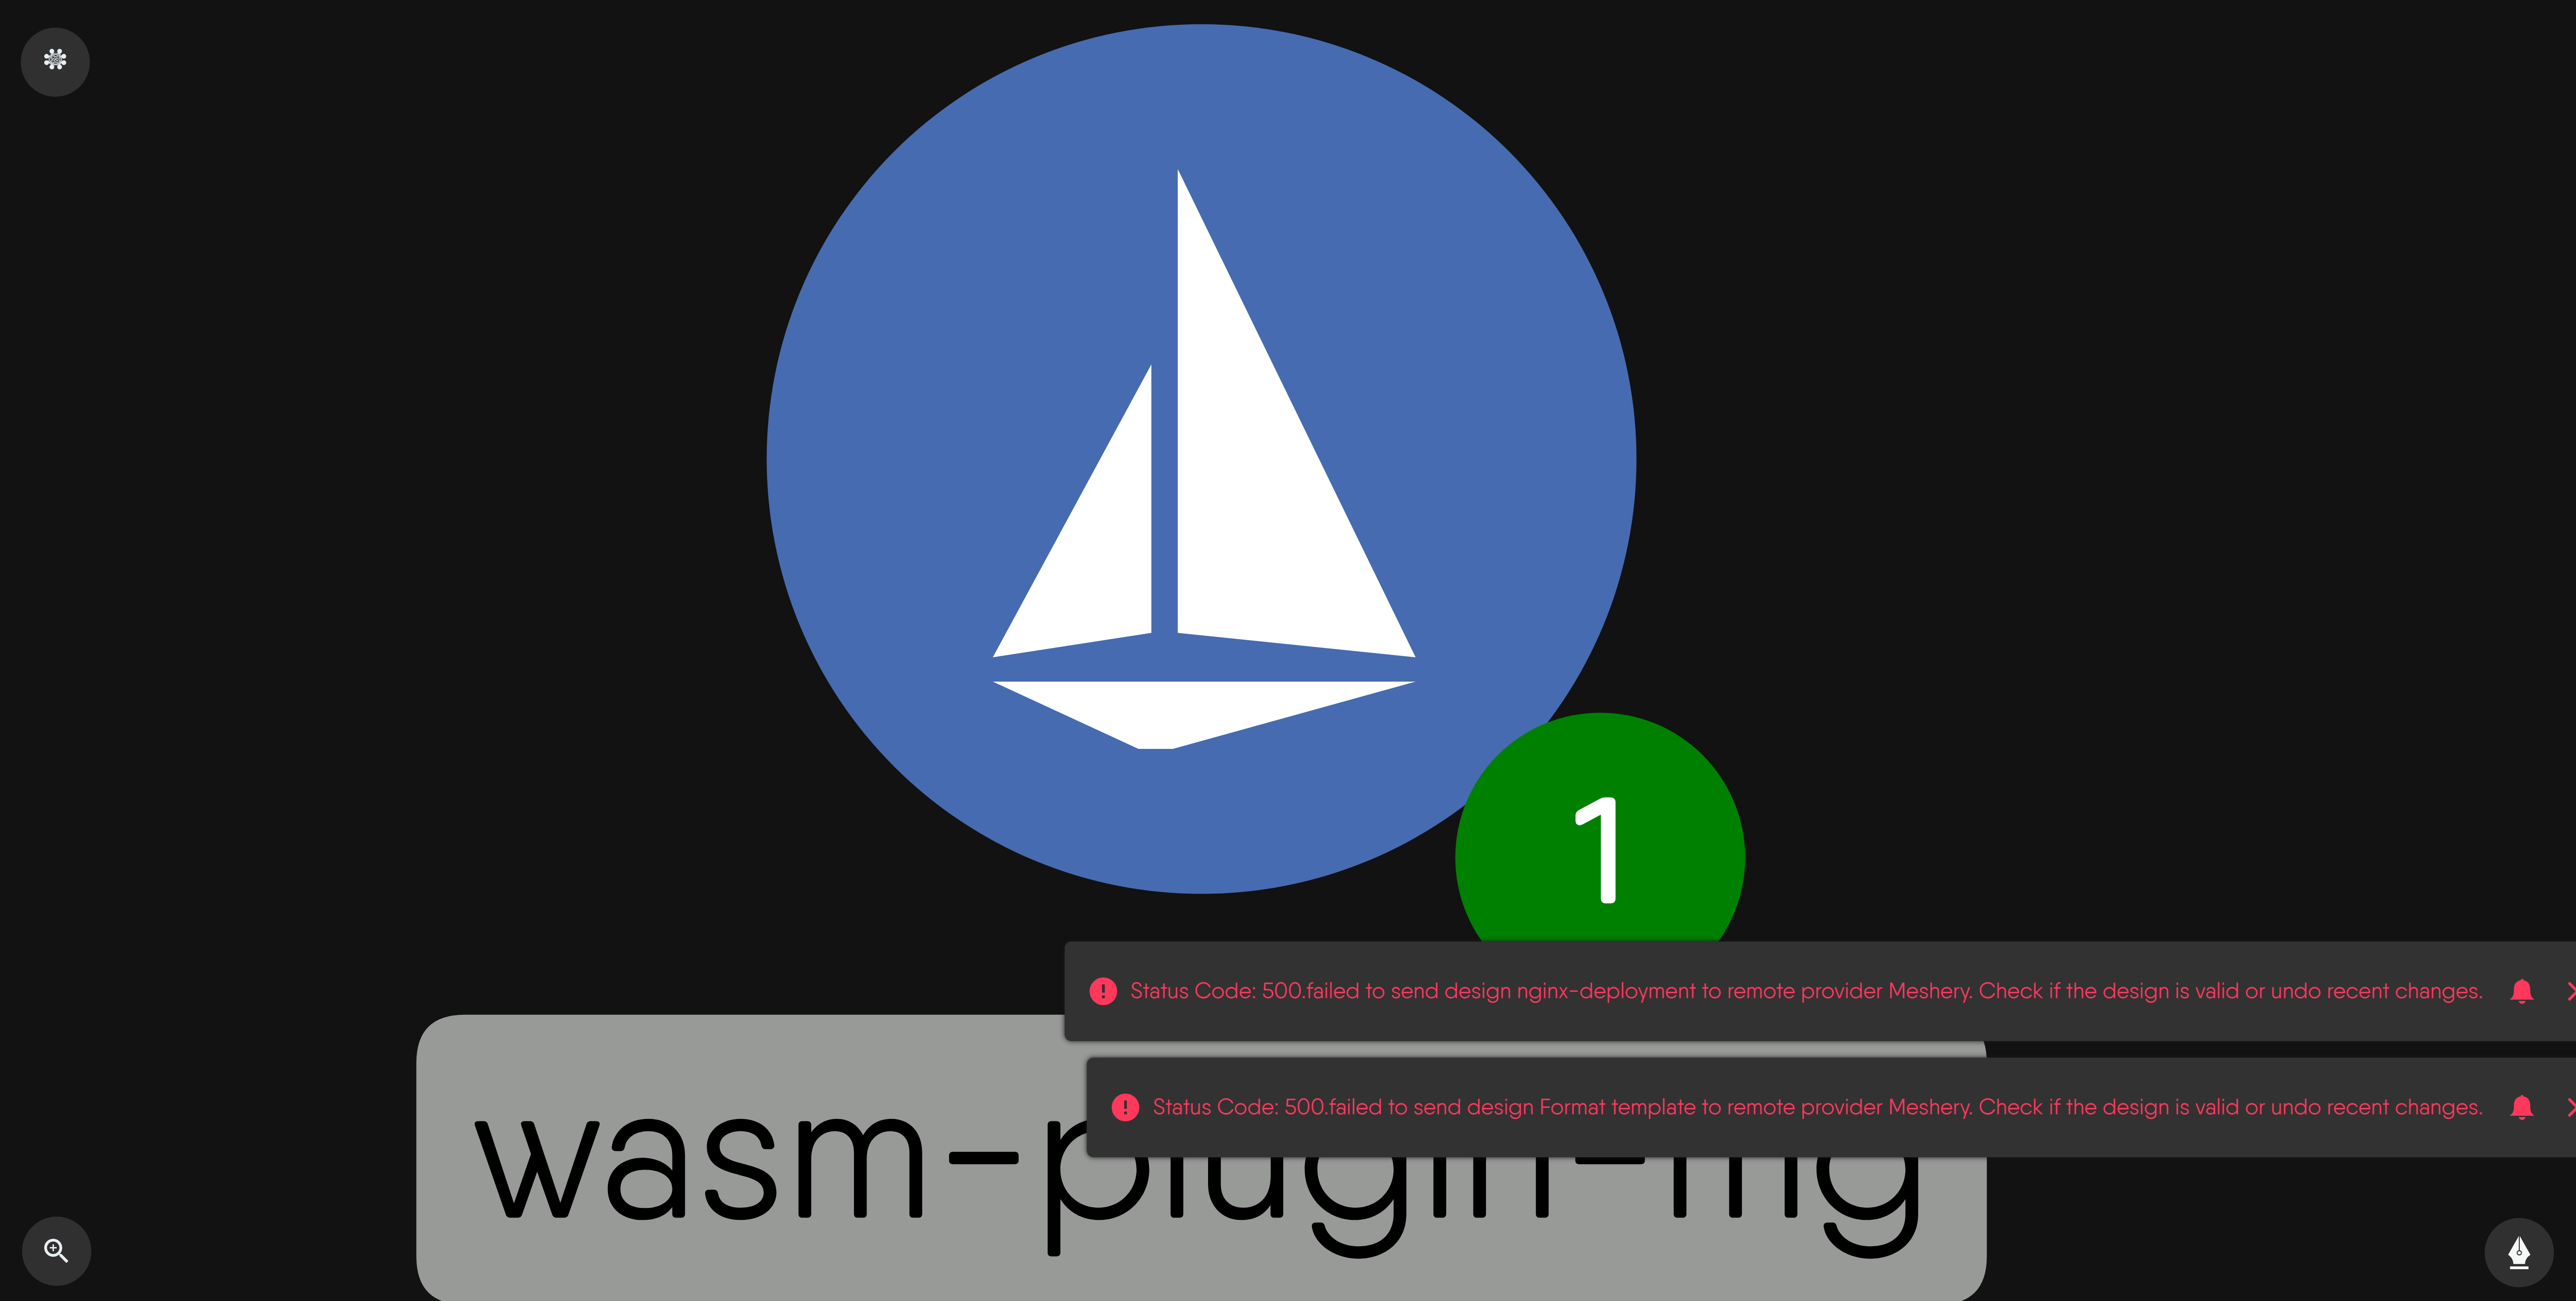 1
Status Code: 500.failed to send design nginx-deployment to remote provider Meshery. Check if the design is valid or undo recent changes.
Status Code: 500.failed to send design Format template to remote provider Meshery. Check if the design is valid or undo recent changes.
wasm-plugin-